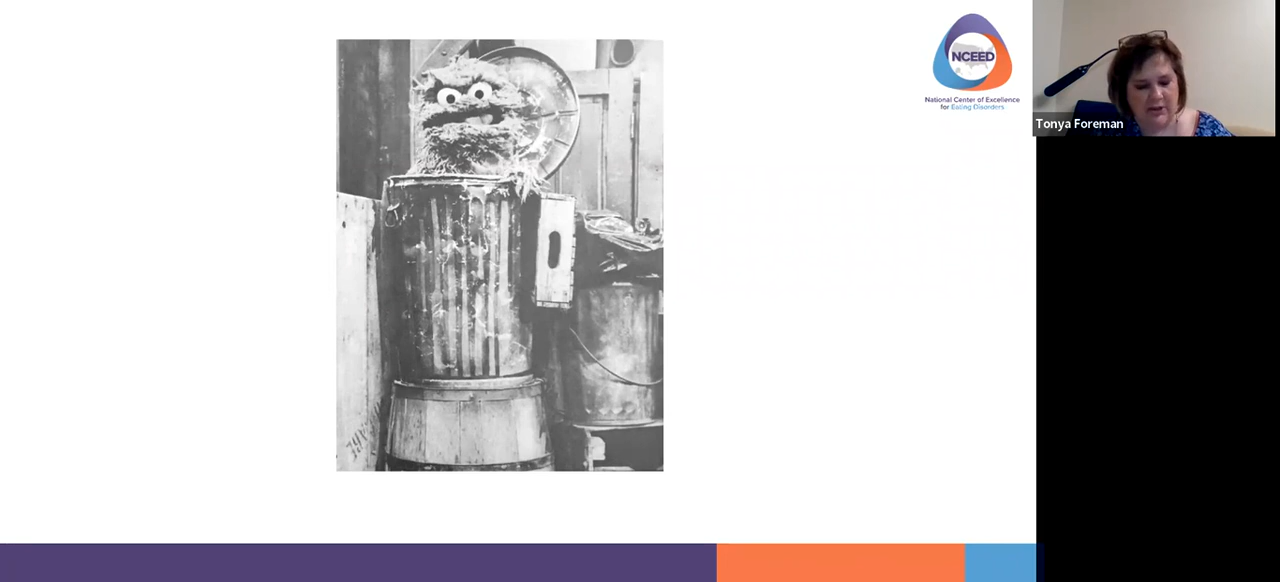 NCEED
National Center of Excellence
for Eating Disorders
Tonya Foreman